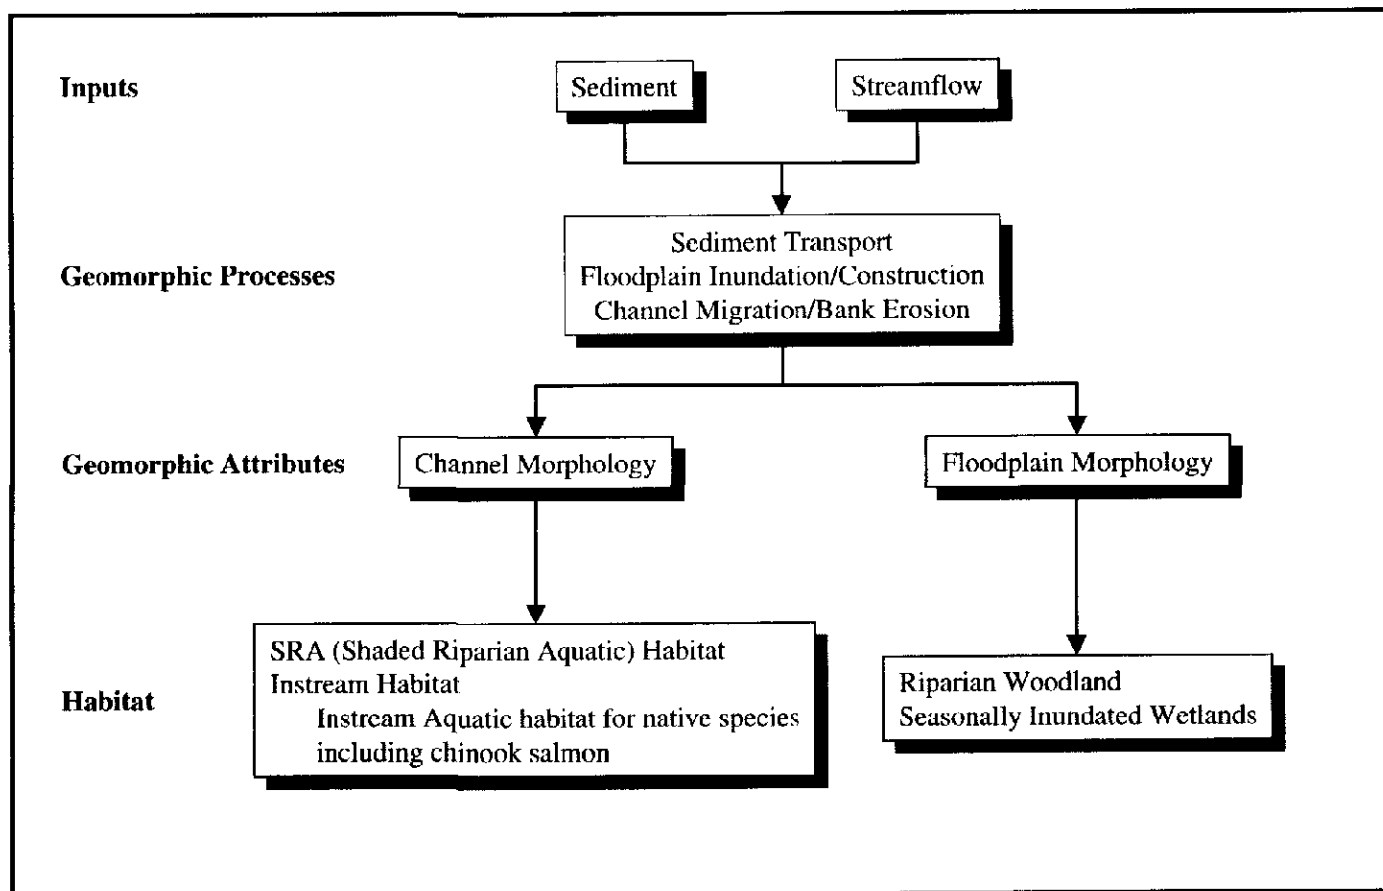 Inputs
Sediment
Streamflow
Geomorphic Processes
Sediment Transport
Floodplain Inundation/Construction
Channel Migration/Bank Erosion
Geomorphic Attributes
Channel Morphology
Floodplain Morphology
Habitat
SRA (Shaded Riparian Aquatic) Habitat
Instream Habitat
Instream Aquatic habitat for native species
including chinook salmon
Riparian Woodland
Seasonally Inundated Wetlands